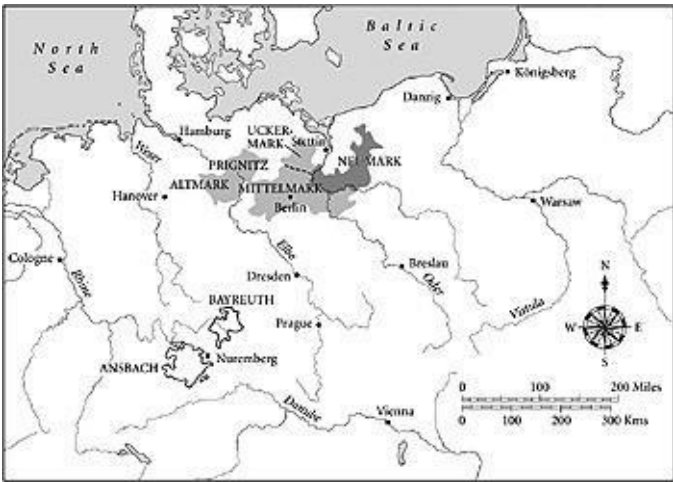 North
Sea
Baltic
Sea
Königsberg
Danzig
Hamburg
UCKER-
MARK
Stettin
Weser
PRIGNITZ
NEUMARK
ALTMARK
MITTELMARK
Hanover
Berlin
Warsaw
Elbe
Cologne
Rhine
Breslau
Dresden
Oder
N
BAYREUTH
Vistula
Prague
W
E
Nuremberg
S
ANSBACH
0 100 200 Miles
0 100 200 300 Kms
Danube
Vienna